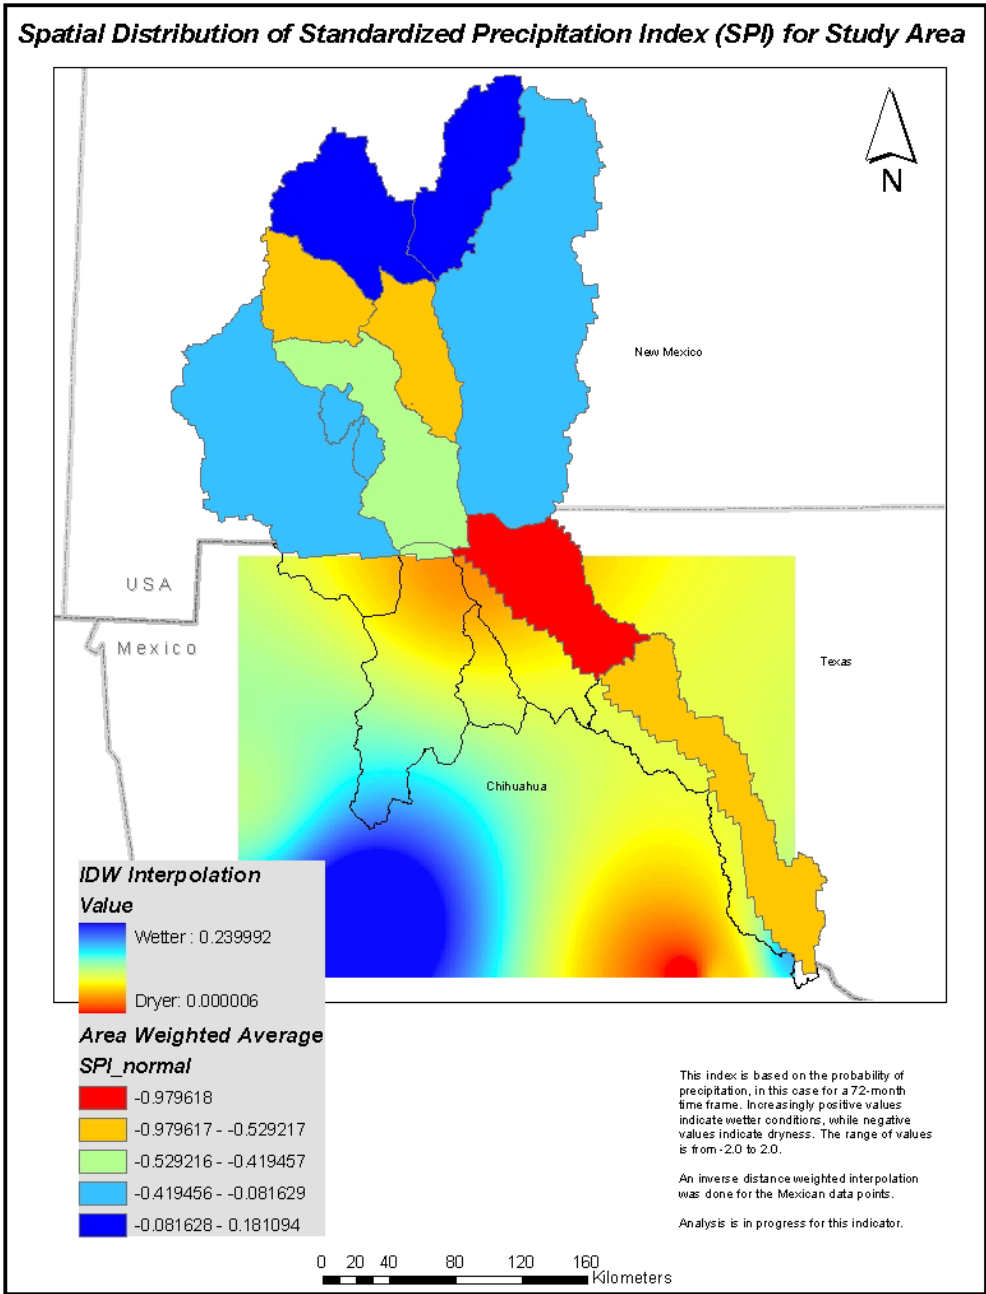 Spatial Distribution of Standardized Precipitation Index (SPI) for Study Area
N
New Mexico
USA
Mexico
Texas
Chihuahua
IDW Interpolation
Value
Wetter : 0.239992
Dryer: 0.000006
Area Weighted Average
SPI_normal
-0.979618
-0.979617 - -0.529217
-0.529216 - -0.419457
-0.419456 - -0.081629
-0.081628 - 0.181094
This index is based on the probability of
precipitation, in this case for a 72-month
time frame. Increasingly positive values
indicate wetter conditions, while negative
values indicate dryness. The range of values
is from -2.0 to 2.0.
An inverse distance weighted interpolation
was done for the Mexican data points.
Analysis is in progress for this indicator.
0 20 40 80 120 160
Kilometers